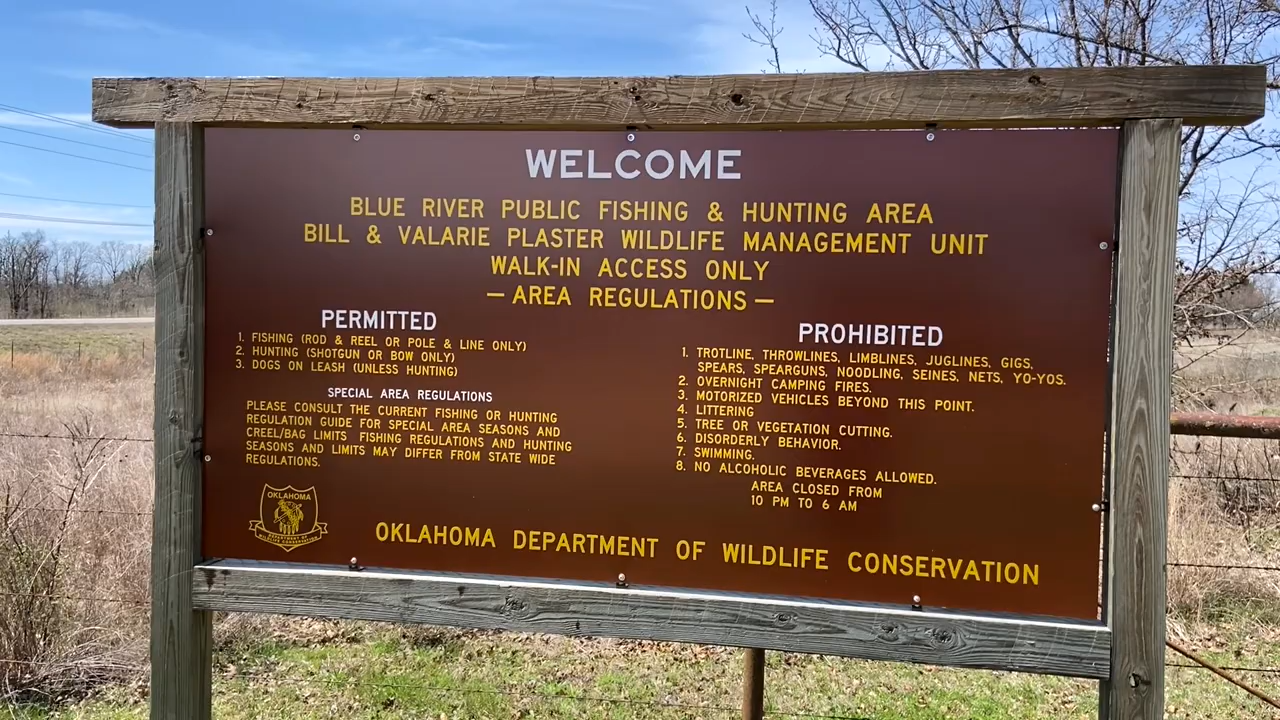 WELCOME
BLUE RIVER PUBLIC FISHING & HUNTING AREA
BILL & VALARIE PLASTER WILDLIFE MANAGEMENT UNIT
WALK-IN ACCESS ONLY
— AREA REGULATIONS —
PERMITTED
1. FISHING (ROD & REEL OR POLE & LINE ONLY)
2. HUNTING (SHOTGUN OR BOW ONLY)
3. DOGS ON LEASH (UNLESS HUNTING)
SPECIAL AREA REGULATIONS
PLEASE CONSULT THE CURRENT FISHING OR HUNTING
REGULATION GUIDE FOR SPECIAL AREA SEASONS AND
CREEL/BAG LIMITS FISHING REGULATIONS AND HUNTING
SEASONS AND LIMITS MAY DIFFER FROM STATE WIDE
REGULATIONS.
PROHIBITED
1. TROTLINE, THROWLINES, LIMBLINES, JUGLINES, GIGS,
SPEARS, SPEARGUNS, NOODLING, SEINES, NETS, YO-YOS.
2. OVERNIGHT CAMPING FIRES.
3. MOTORIZED VEHICLES BEYOND THIS POINT.
4. LITTERING
5. TREE OR VEGETATION CUTTING.
6. DISORDERLY BEHAVIOR.
7. SWIMMING.
8. NO ALCOHOLIC BEVERAGES ALLOWED.
AREA CLOSED FROM
10 PM TO 6 AM
OKLAHOMA
DEPARTMENT OF
WILDLIFE CONSERVATION
OKLAHOMA DEPARTMENT OF WILDLIFE CONSERVATION